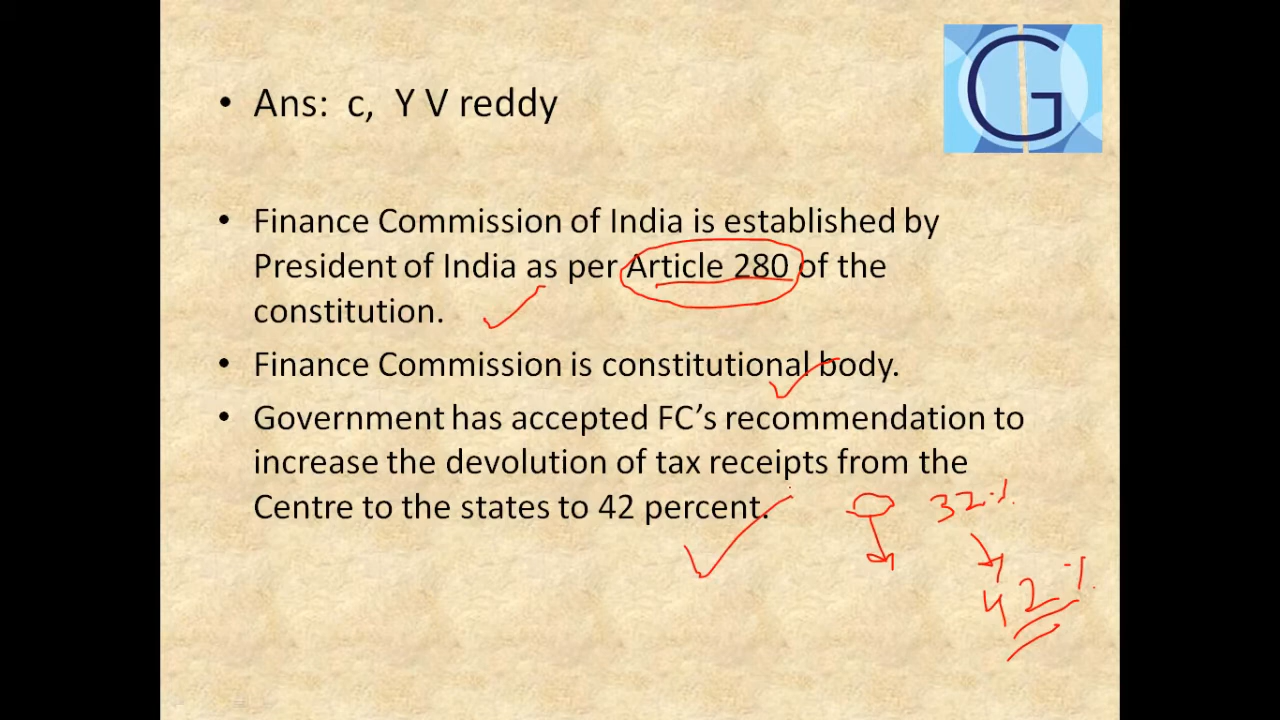 • Ans: c, Y V reddy
• Finance Commission of India is established by
President of India as per Article 280 of the
constitution.
• Finance Commission is constitutional body.
• Government has accepted FC’s recommendation to
increase the devolution of tax receipts from the
Centre to the states to 42 percent.
32%
42%
G